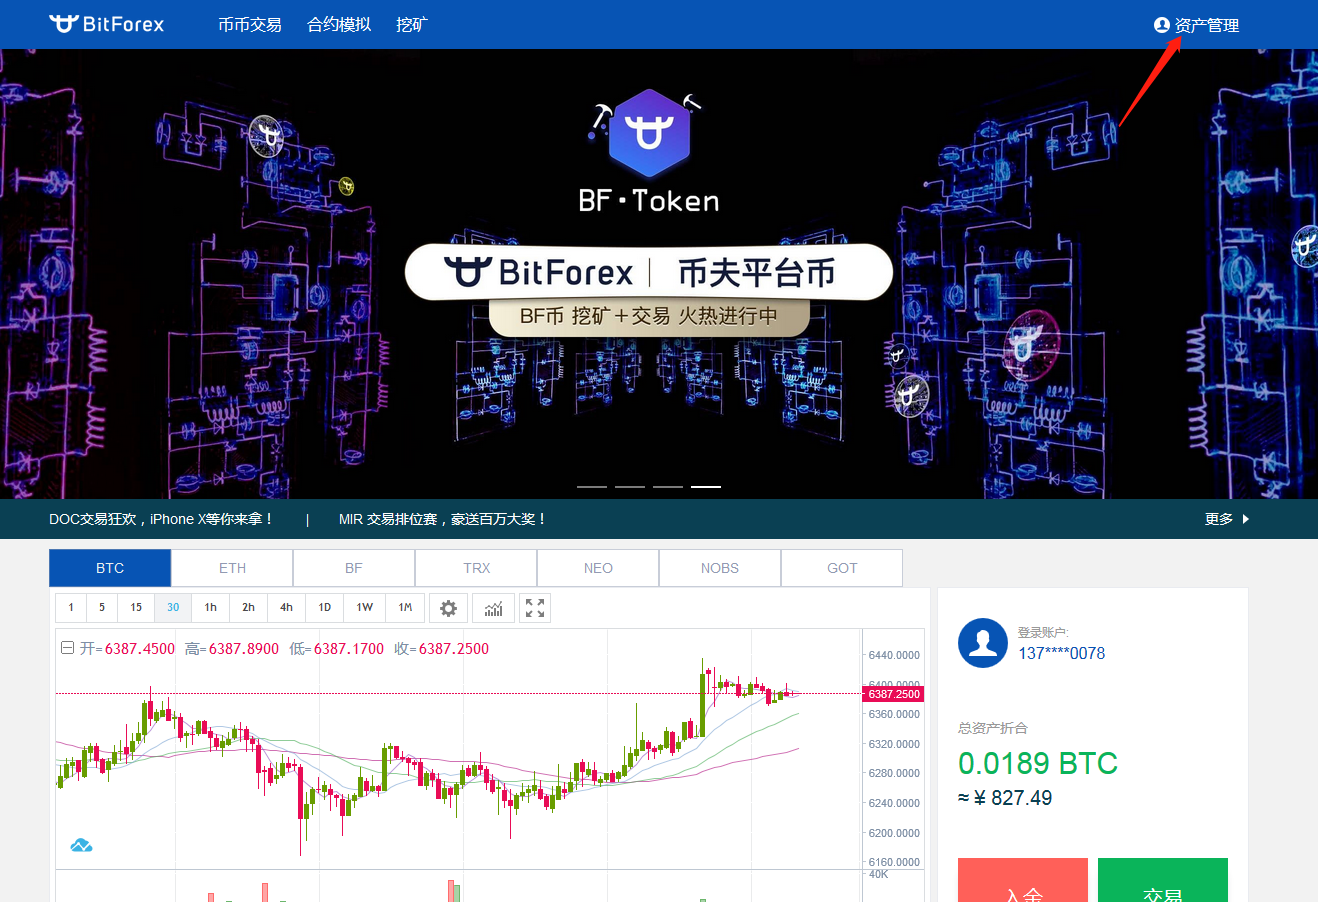 BitForex 币币交易 合约模拟 挖矿 资产管理
BF·Token
BitForex | 币夫平台币
BF币 挖矿＋交易 火热进行中
DOC交易狂欢，iPhone X等你来拿！ | MIR 交易排位赛，豪送百万大奖！ 更多
BTC ETH BF TRX NEO NOBS GOT
1 5 15 30 1h 2h 4h 1D 1W 1M
开=6387.4500 高=6387.8900 低=6387.1700 收=6387.2500
6440.0000
6400.0000
6387.2500
6360.0000
6320.0000
6280.0000
6240.0000
6200.0000
6160.0000
40K
登录账户:
137****0078
总资产折合
0.0189 BTC
≈ ¥ 827.49
入金 交易